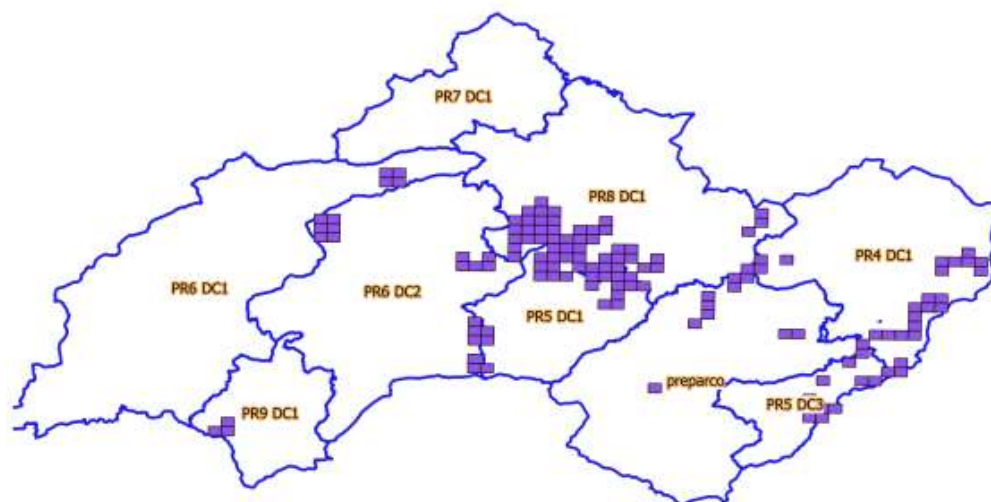 PR7 DC1
PR8 DC1
PR4 DC1
PR6 DC1
PR6 DC2
PR5 DC1
preparco
PR9 DC1
PR5 DC3